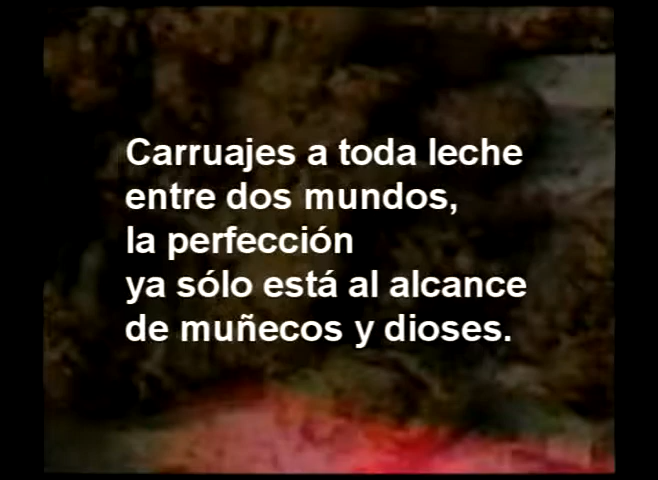 Carruajes a toda leche
entre dos mundos,
la perfección
ya sólo está al alcance
de muñecos y dioses.